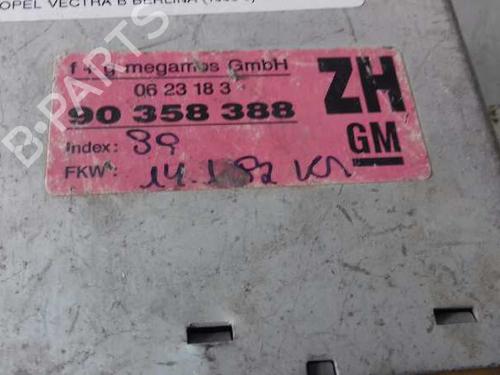 OPEL VECTRA B BERLINA
f + g megamos GmbH
06 23 18 3
90 358 388
Index:
FKW:
ZH
GM
B-PARTS